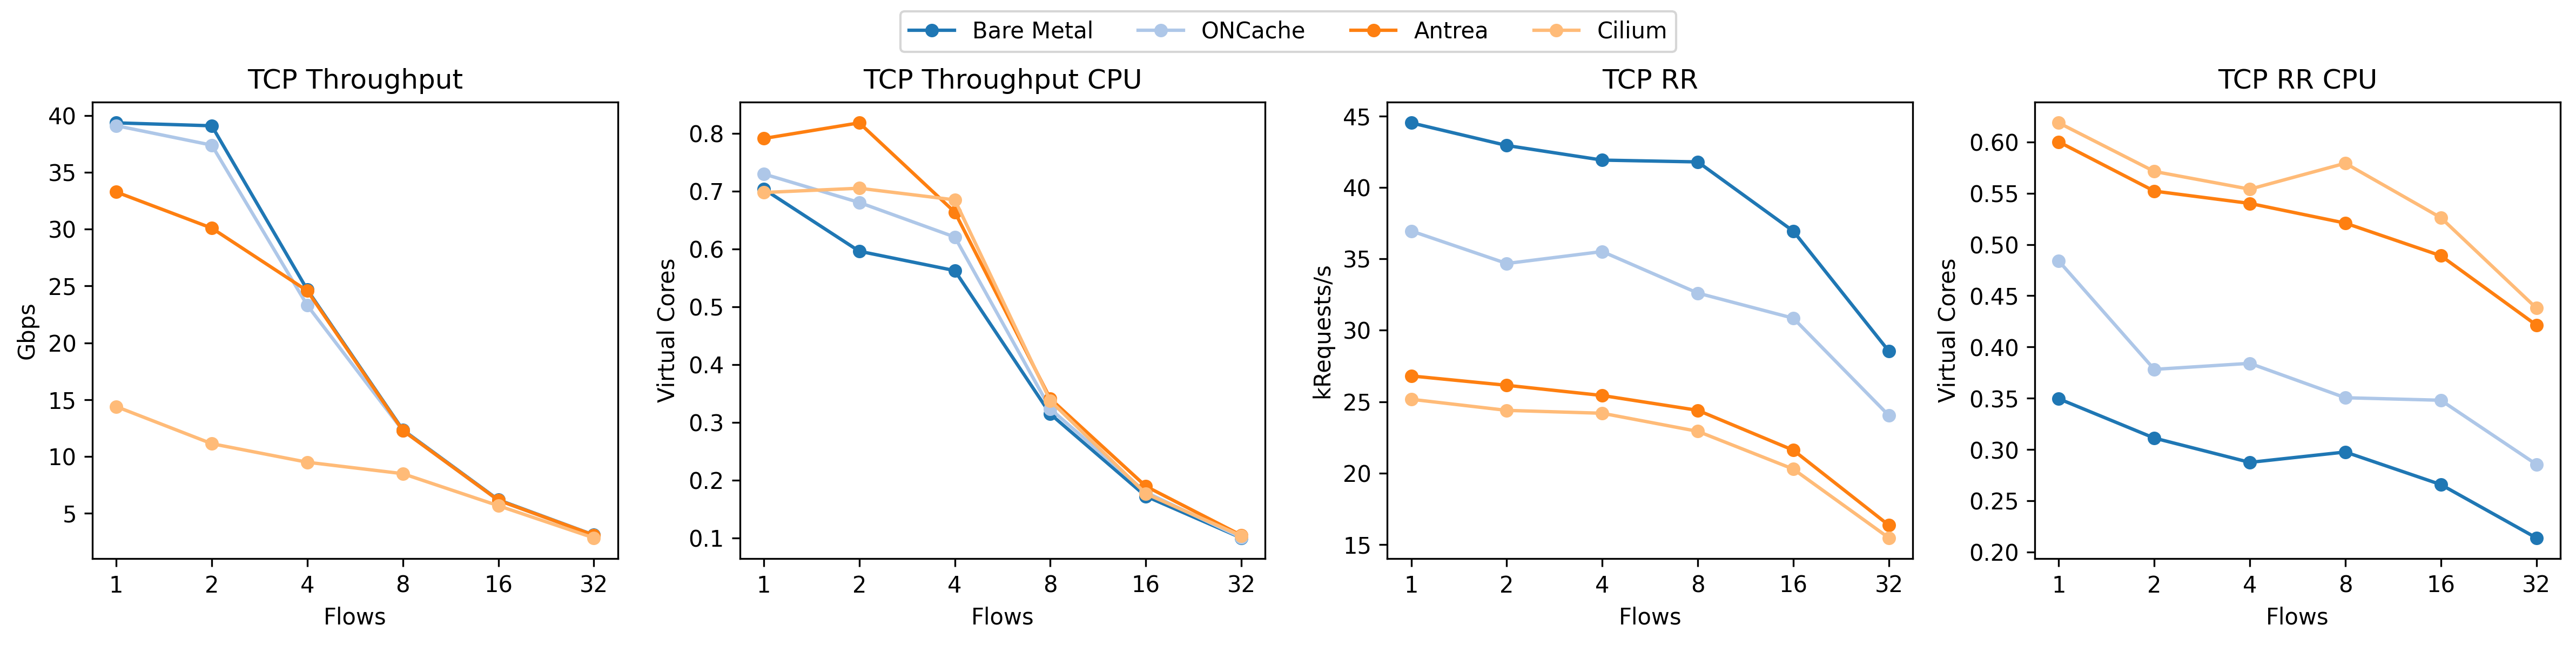 Bare Metal ONCache Antrea Cilium
TCP Throughput
40
35
30
25
20
15
10
5
Gbps
1 2 4 8 16 32
Flows
TCP Throughput CPU
0.8
0.7
0.6
0.5
0.4
0.3
0.2
0.1
Virtual Cores
1 2 4 8 16 32
Flows
TCP RR
45
40
35
30
25
20
15
kRequests/s
1 2 4 8 16 32
Flows
TCP RR CPU
0.60
0.55
0.50
0.45
0.40
0.35
0.30
0.25
0.20
Virtual Cores
1 2 4 8 16 32
Flows